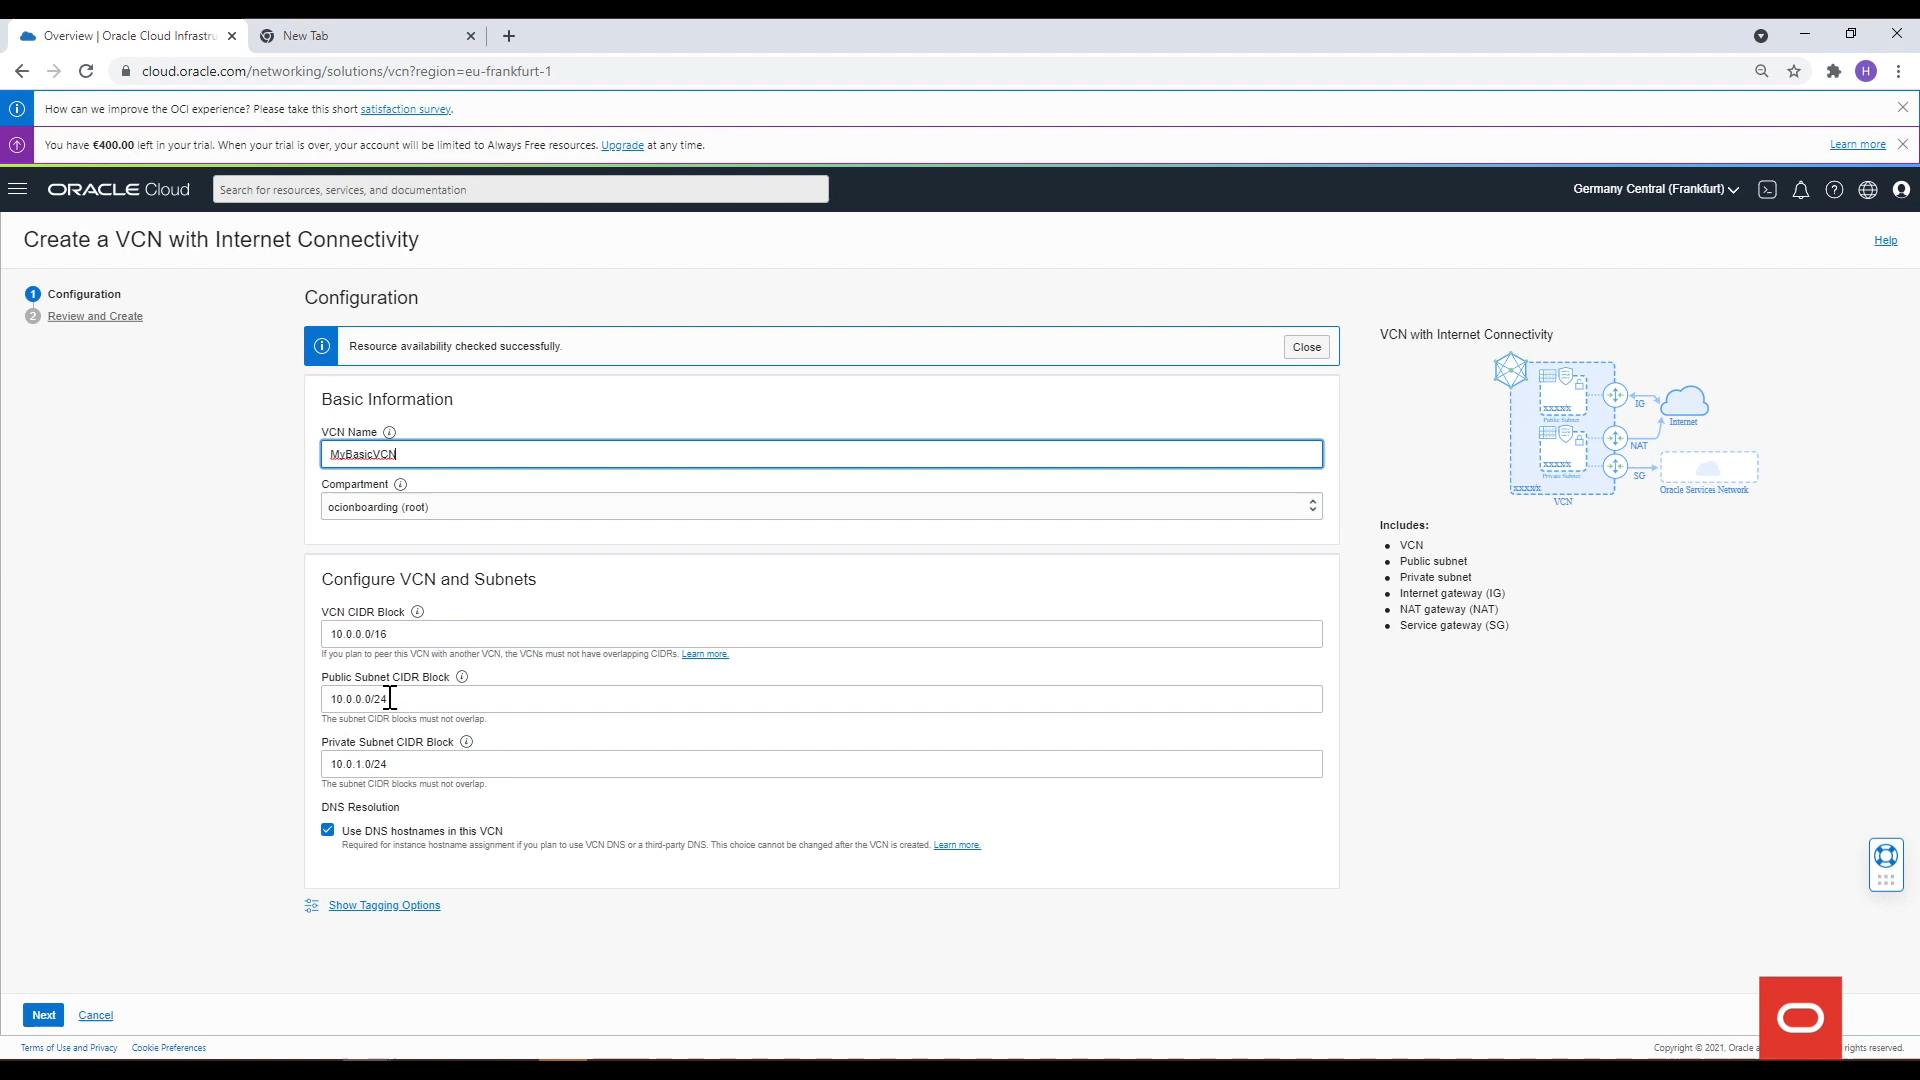 Overview | Oracle Cloud Infrastru
New Tab
cloud.oracle.com/networking/solutions/vcn?region=eu-frankfurt-1
H
How can we improve the OCI experience? Please take this short satisfaction survey.
You have €400.00 left in your trial. When your trial is over, your account will be limited to Always Free resources. Upgrade at any time.
Learn more
ORACLE Cloud
Search for resources, services, and documentation
Germany Central (Frankfurt)
Create a VCN with Internet Connectivity
Help
1 Configuration
2 Review and Create
Configuration
Resource availability checked successfully.
Close
Basic Information
VCN Name
MyBasicVCN
Compartment
ocionboarding (root)
Configure VCN and Subnets
VCN CIDR Block
10.0.0.0/16
If you plan to peer this VCN with another VCN, the VCNs must not have overlapping CIDRs. Learn more.
Public Subnet CIDR Block
10.0.0.0/24
The subnet CIDR blocks must not overlap.
Private Subnet CIDR Block
10.0.1.0/24
The subnet CIDR blocks must not overlap.
DNS Resolution
Use DNS hostnames in this VCN
Required for instance hostname assignment if you plan to use VCN DNS or a third-party DNS. This choice cannot be changed after the VCN is created. Learn more.
Show Tagging Options
VCN with Internet Connectivity
xxxx/x
Public Subnet
IG
Internet
NAT
xxxx/x
Private Subnet
SG
xxxx/x
Oracle Services Network
VCN
Includes:
VCN
Public subnet
Private subnet
Internet gateway (IG)
NAT gateway (NAT)
Service gateway (SG)
Next
Cancel
Terms of Use and Privacy
Cookie Preferences
Copyright © 2021, Oracle a
rights reserved.